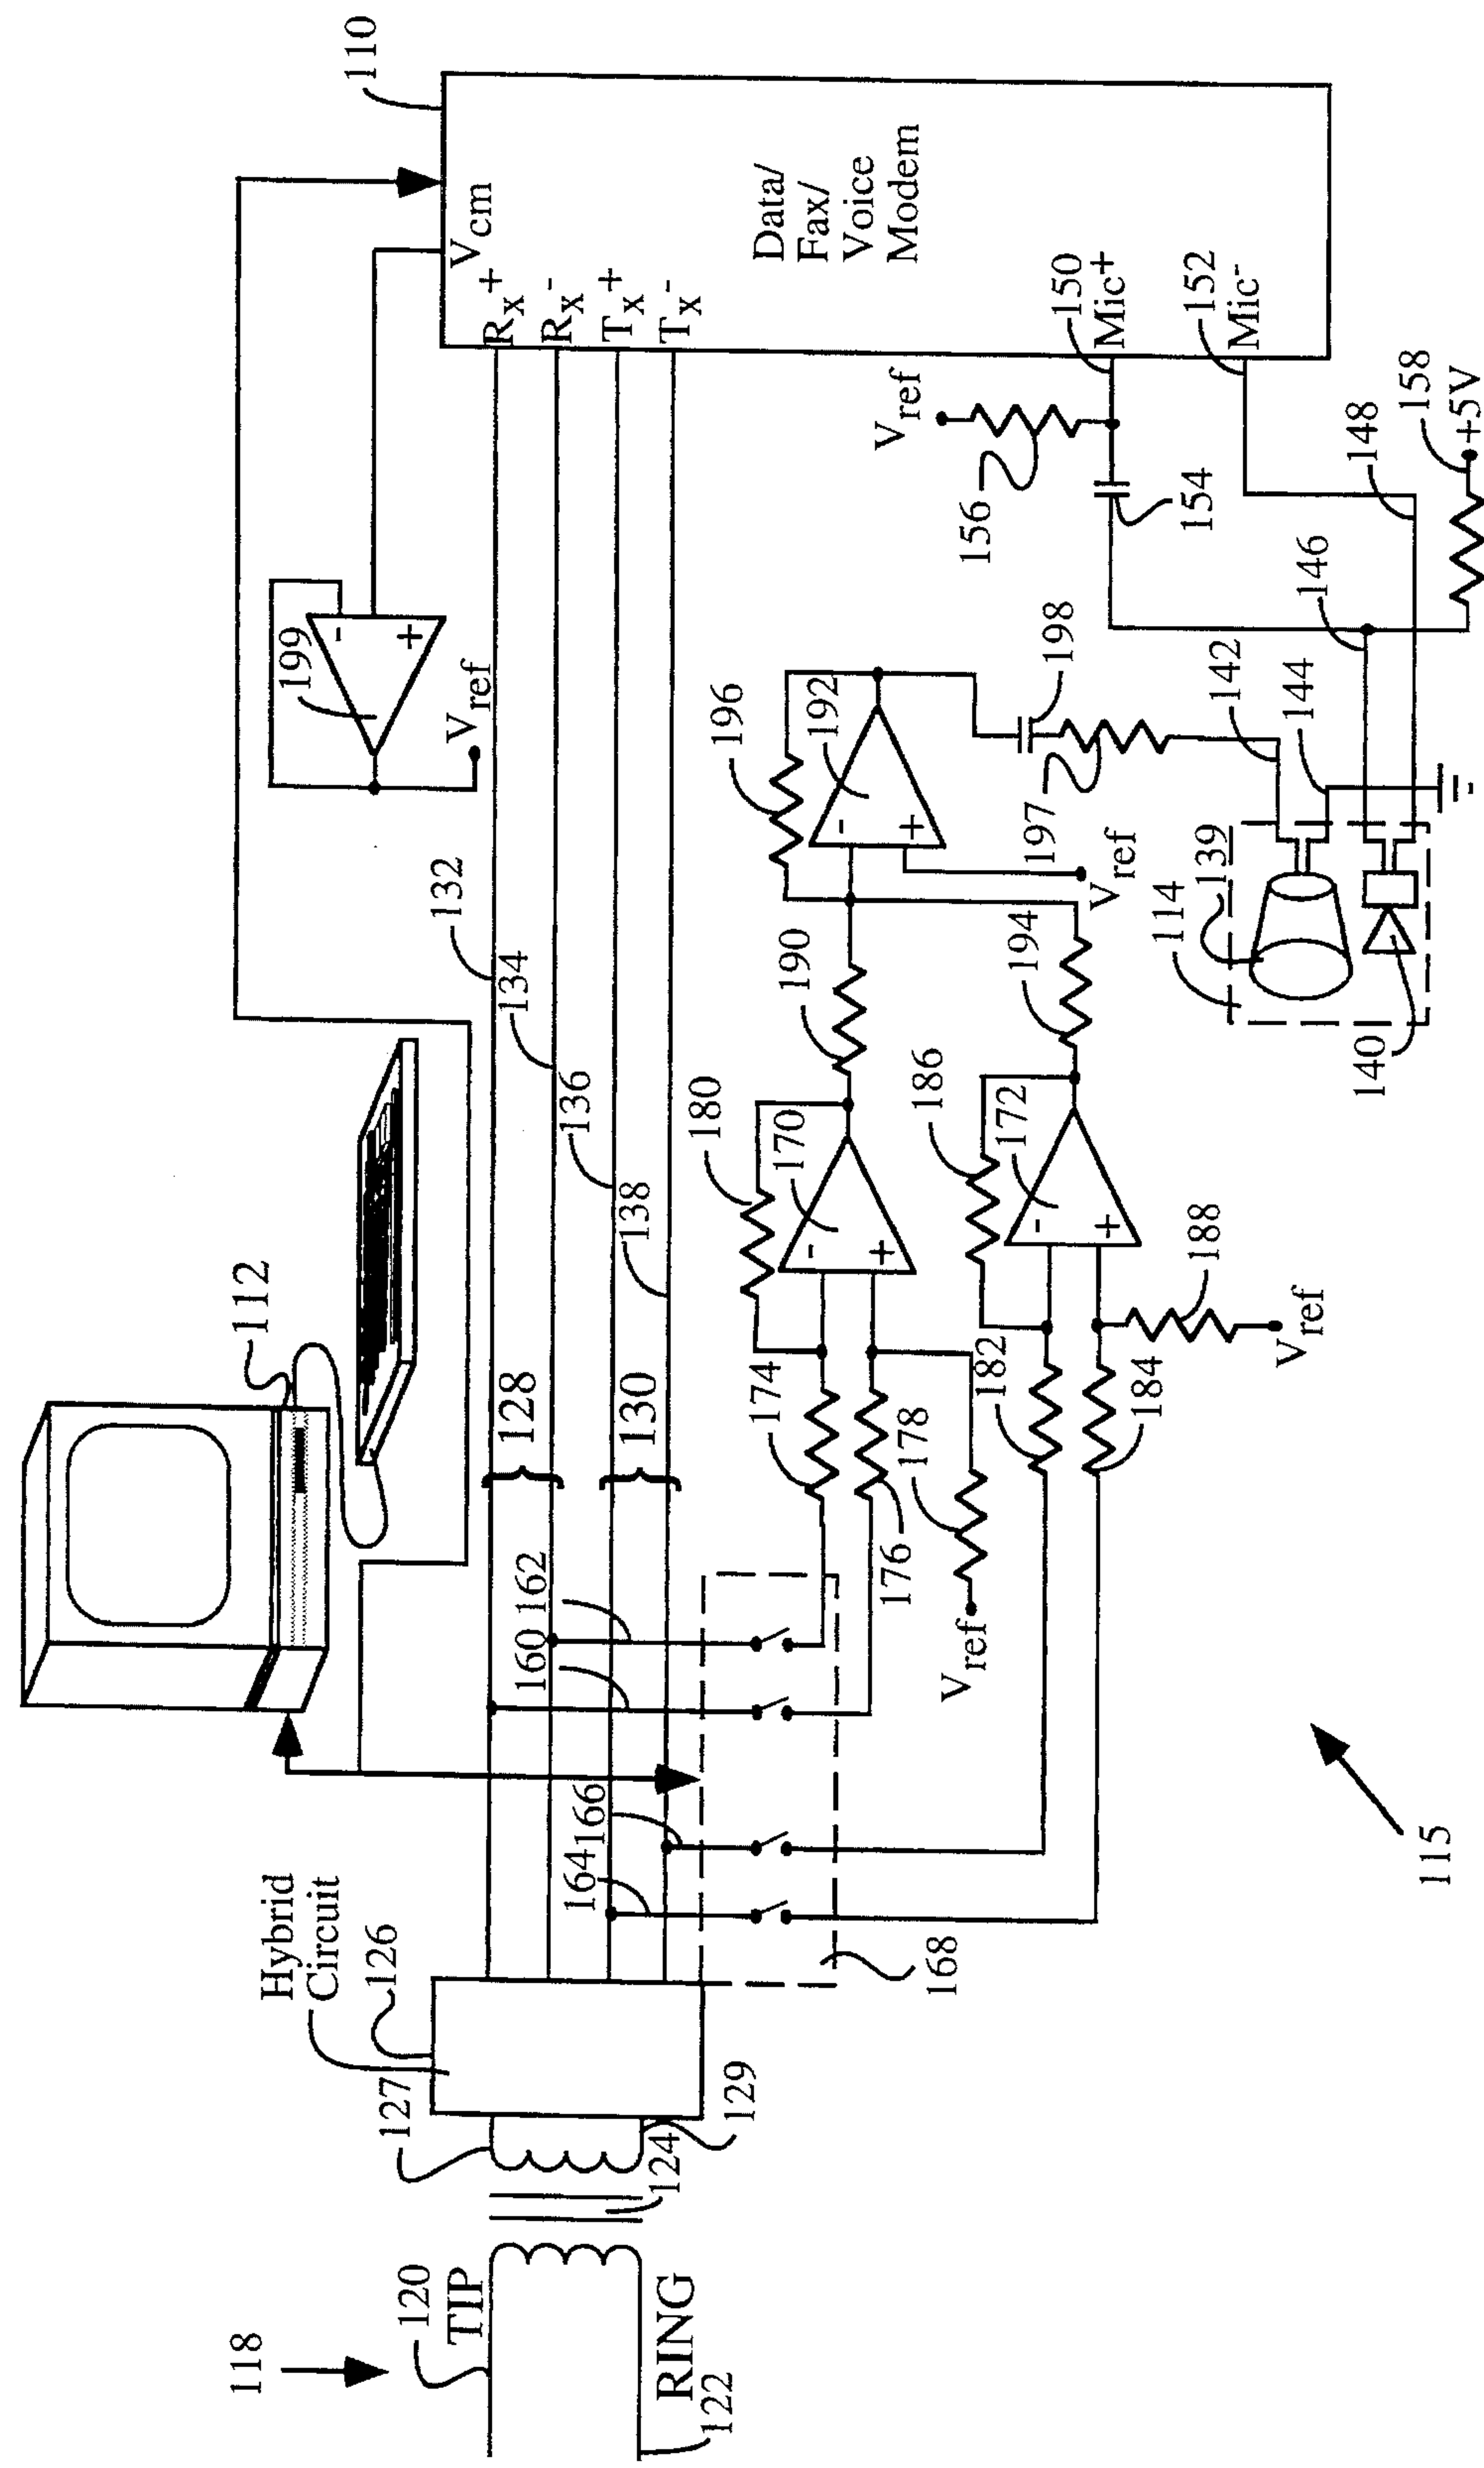 118
120
TIP
RING
122
124
127
129
126
Hybrid
Circuit
112
128
130
132
134
136
138
160
162
164
166
168
174
176
178
Vref
180
170
182
184
186
172
188
Vref
190
194
196
192
Vref
197
198
199
-
+
Vref
-
+
-
+
-
+
110
Vcm
Rx+
Rx-
Tx+
Tx-
Data/
Fax/
Voice
Modem
150
Mic+
152
Mic-
Vref
156
154
158
+5V
148
146
142
144
139
114
140
115